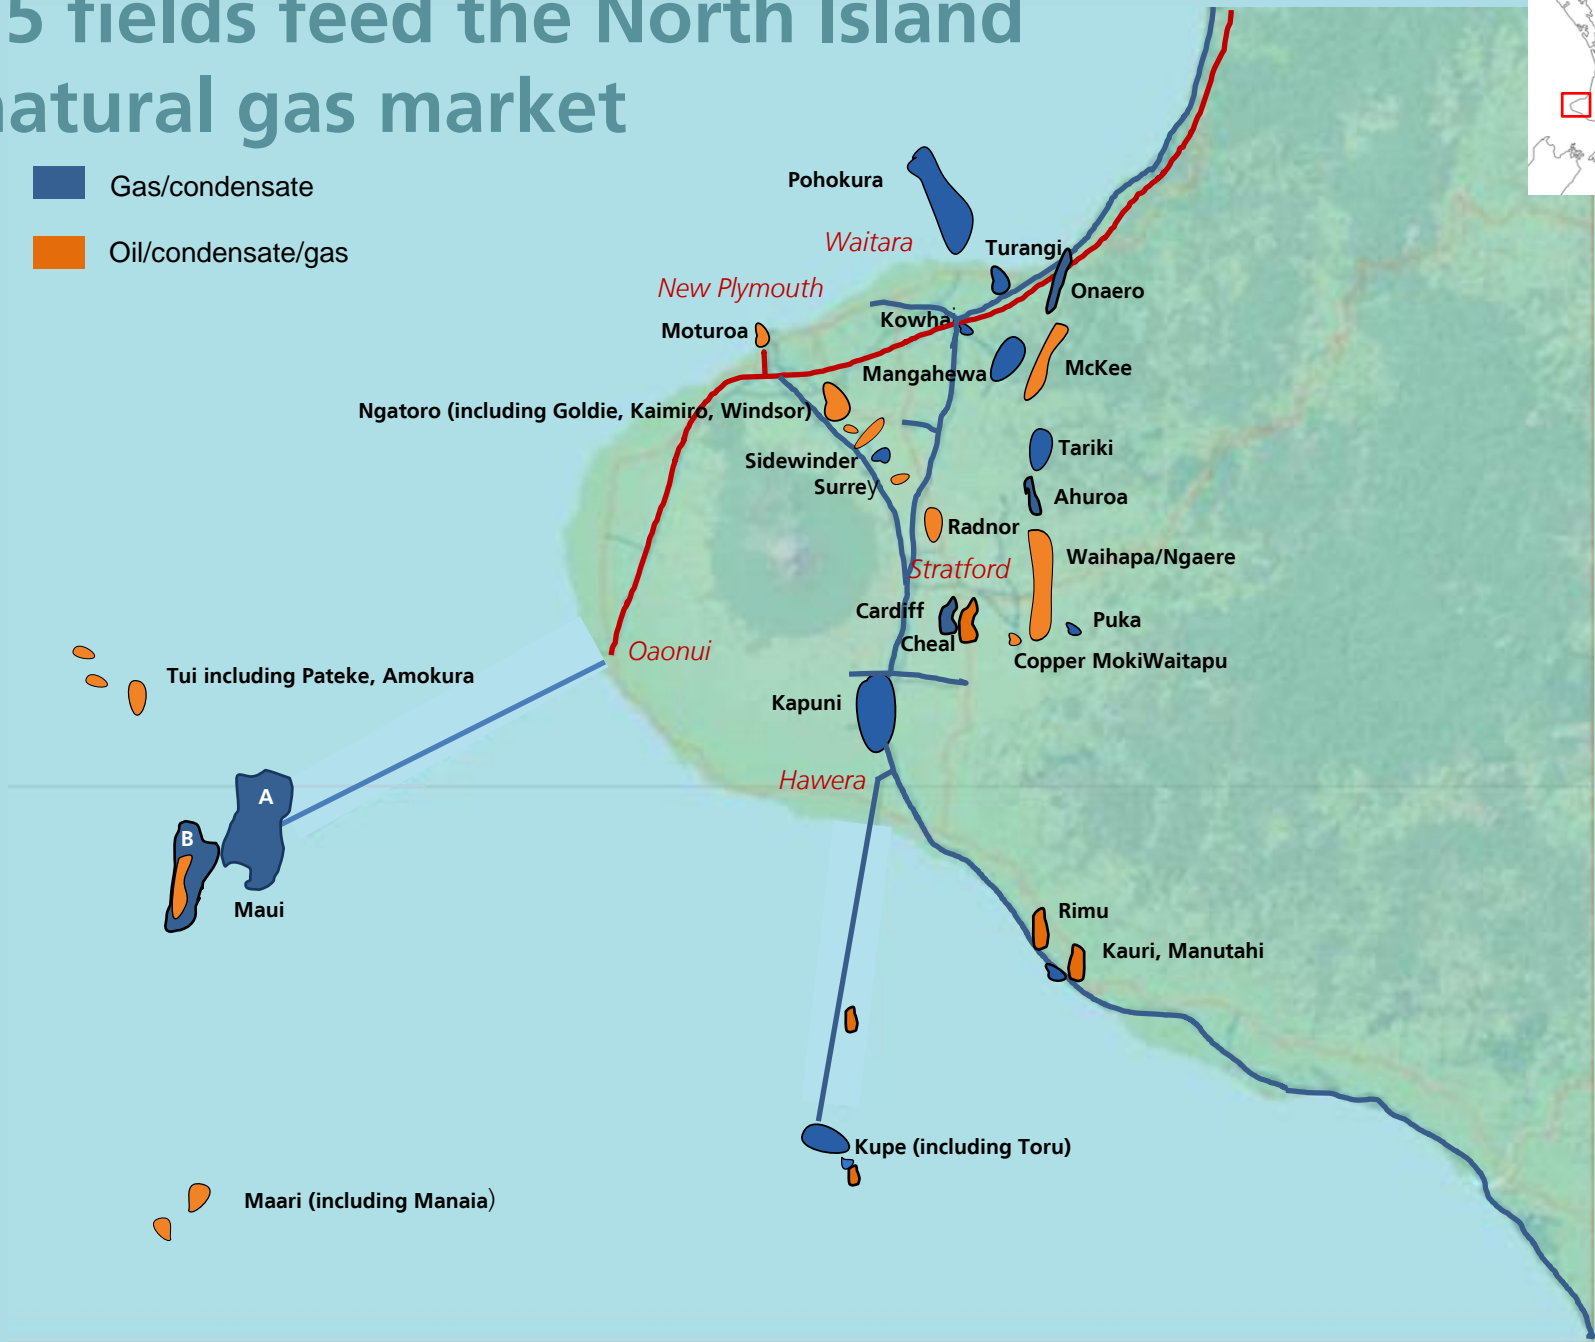 5 fields feed the North Island
natural gas market
Gas/condensate
Oil/condensate/gas
Pohokura
Waitara
Turangi
New Plymouth
Onaero
Kowha
Moturoa
McKee
Mangahewa
Ngatoro (including Goldie, Kaimiro, Windsor)
Tariki
Sidewinder
Surrey
Ahuroa
Radnor
Waihapa/Ngaere
Stratford
Cardiff
Puka
Cheal
Oaonui
Copper MokiWaitapu
Tui including Pateke, Amokura
Kapuni
Hawera
A
B
Maui
Rimu
Kauri, Manutahi
Kupe (including Toru)
Maari (including Manaia)